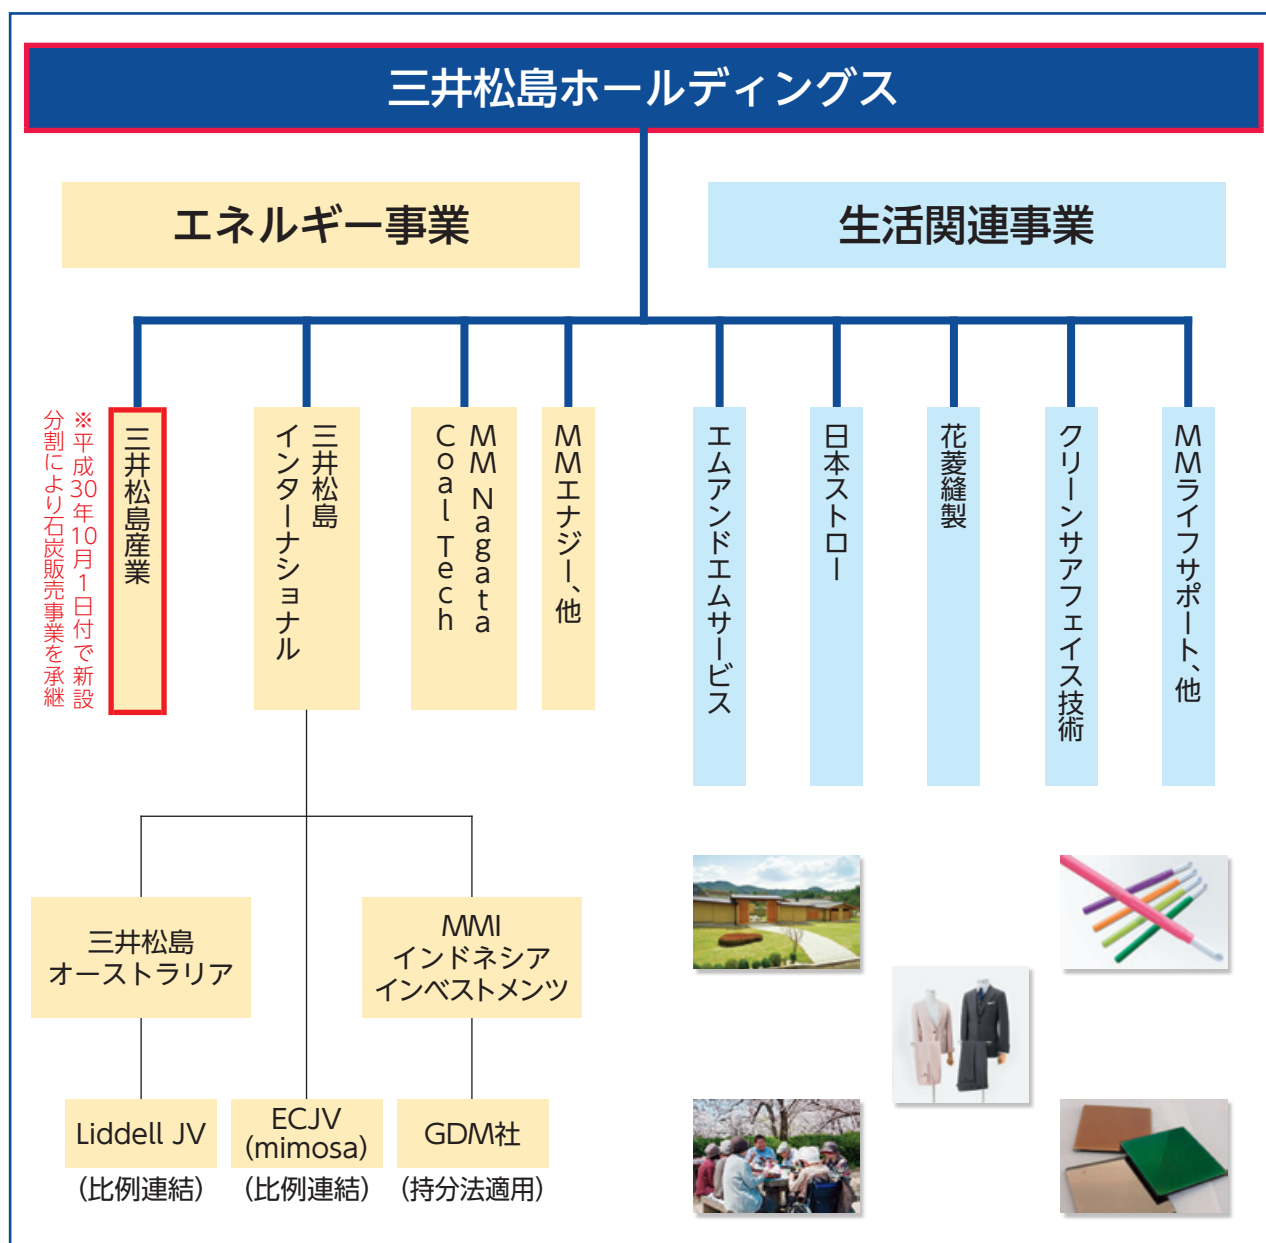 三井松島ホールディングス
エネルギー事業
生活関連事業
※平成30年10月1日付で新設
分割により石炭販売事業を承継
三井松島産業
三井松島
インターナショナル
MM Nagata
Coal Tech
MMエナジー、他
エムアンドエムサービス
日本ストロー
花菱縫製
クリーンサアフェイス技術
MMライフサポート、他
三井松島
オーストラリア
MMI
インドネシア
インベストメンツ
Liddell JV
(比例連結)
ECJV
(mimosa)
(比例連結)
GDM社
(持分法適用)